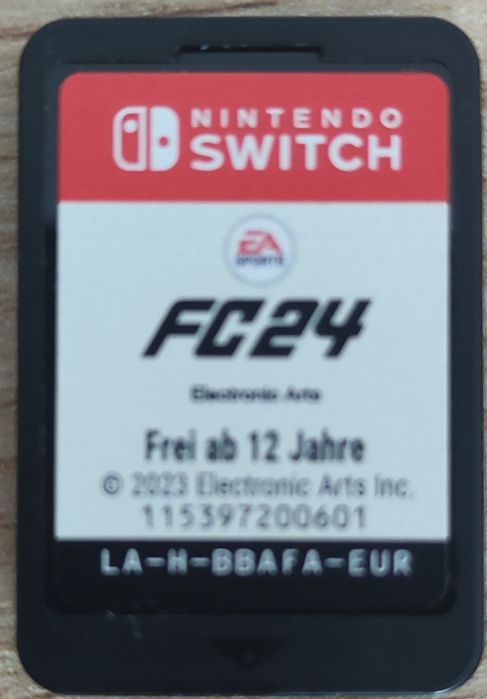 NINTENDO
SWITCH
EA
SPORTS
FC24
Electronic Arts
Frei ab 12 Jahre
© 2023 Electronic Arts Inc.
115397200601
LA-H-BBAFA-EUR